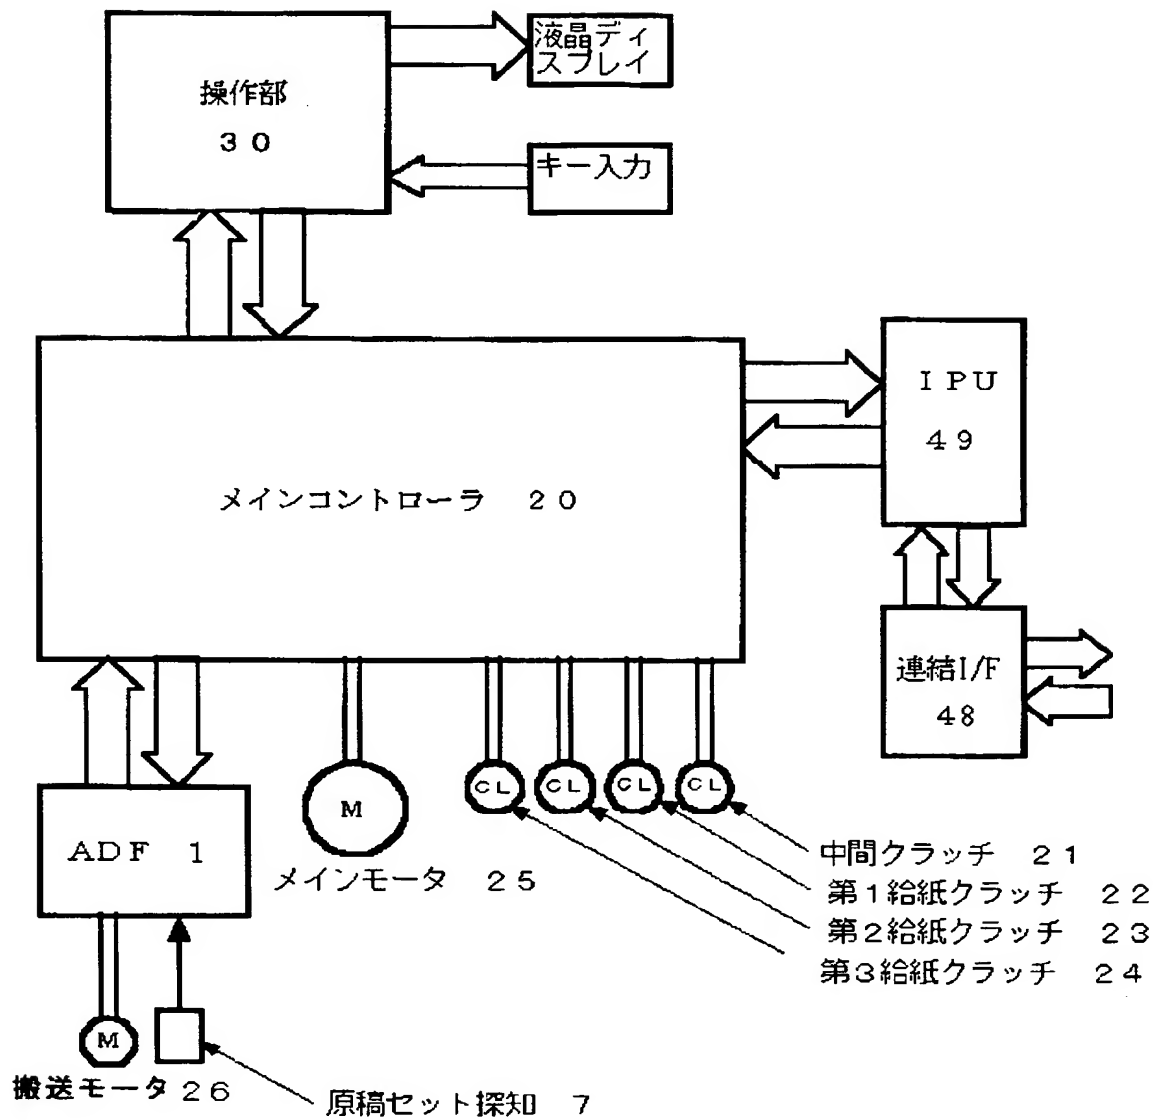 液晶ディ
スプレイ
操作部
30
キー入力
IPU
49
メインコントローラ 20
連結I/F
48
M
CL
CL
CL
CL
ADF 1
メインモータ 25
中間クラッチ 21
第1給紙クラッチ 22
第2給紙クラッチ 23
第3給紙クラッチ 24
M
搬送モータ26
原稿セット探知 7